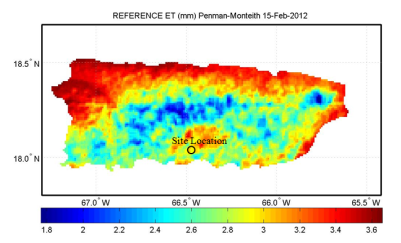 REFERENCE ET (mm) Penman-Monteith 15-Feb-2012
18.5°N
18.0°N
Site Location
67.0°W 66.5°W 66.0°W 65.5°W
1.8 2 2.2 2.4 2.6 2.8 3 3.2 3.4 3.6